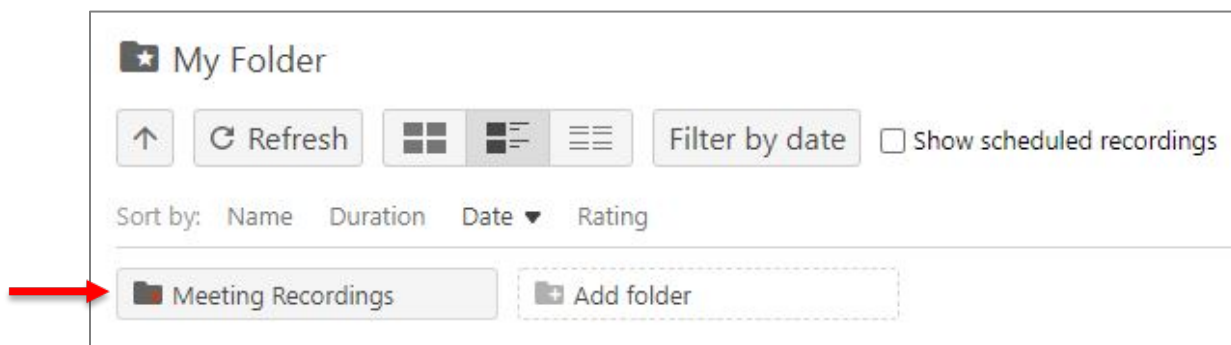 My Folder
Refresh Filter by date Show scheduled recordings
Sort by: Name Duration Date Rating
Meeting Recordings Add folder